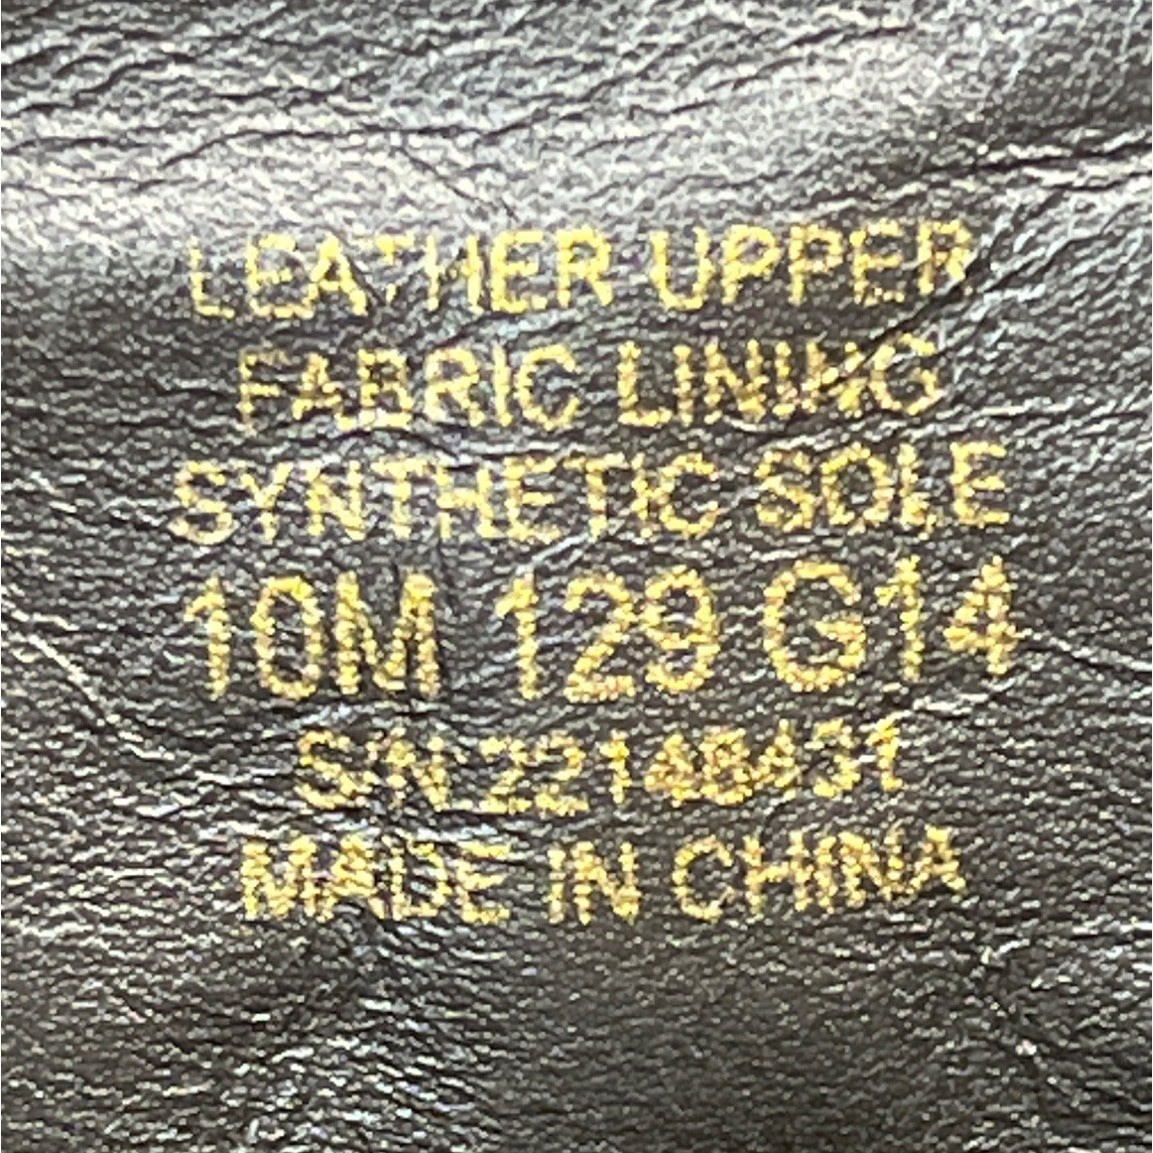 LEATHER UPPER
FABRIC LINING
SYNTHETIC SOLE
10M 129 G14
S/N 22148431
MADE IN CHINA